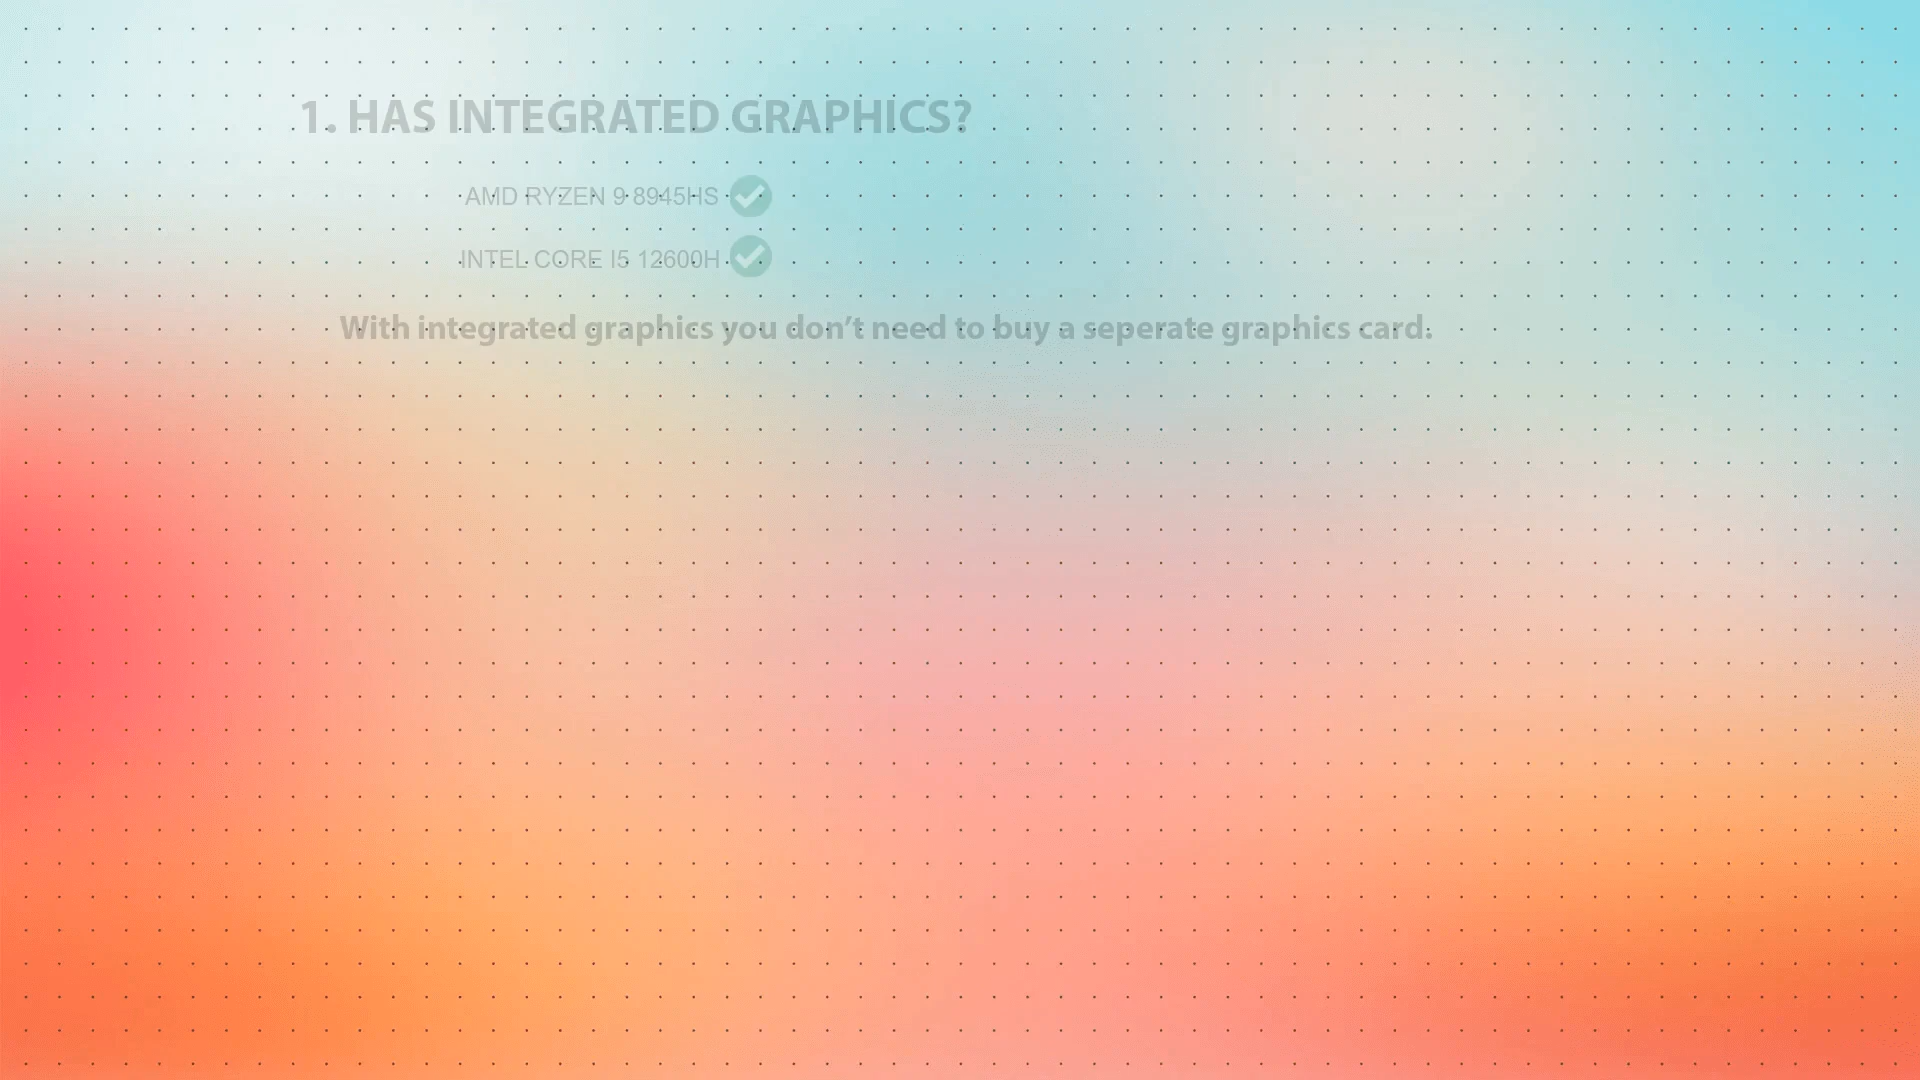 1. HAS INTEGRATED GRAPHICS?
AMD RYZEN 9 8945HS
INTEL CORE I5 12600H
With integrated graphics you don’t need to buy a seperate graphics card.